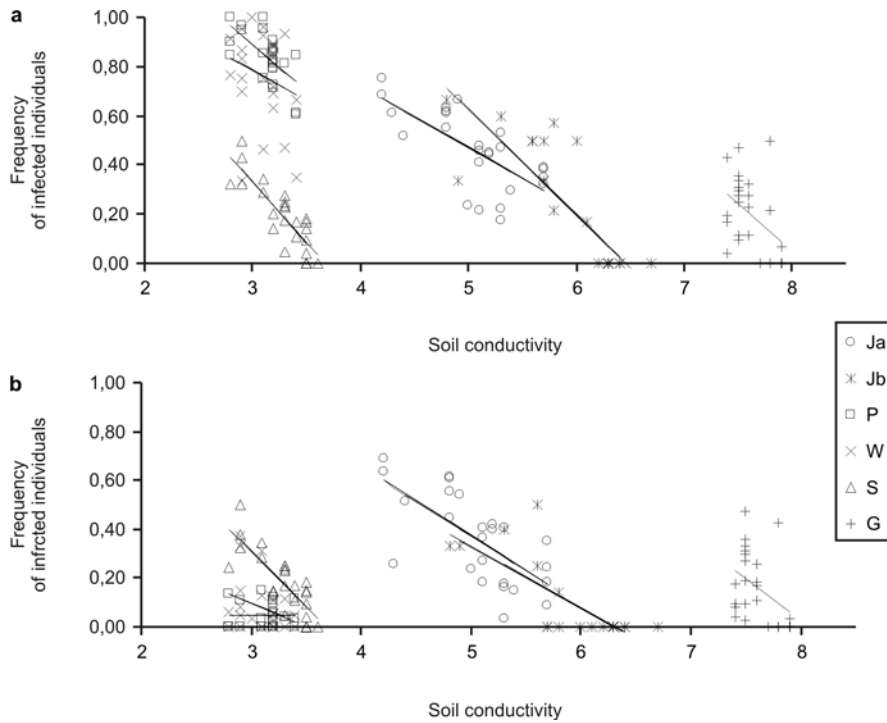 a
Frequency
of infected individuals
1,00
0,80
0,60
0,40
0,20
0,00
2 3 4 5 6 7 8
Soil conductivity
b
Frequency
of infrcted individuals
1,00
0,80
0,60
0,40
0,20
0,00
2 3 4 5 6 7 8
Soil conductivity
Ja
Jb
P
W
S
G